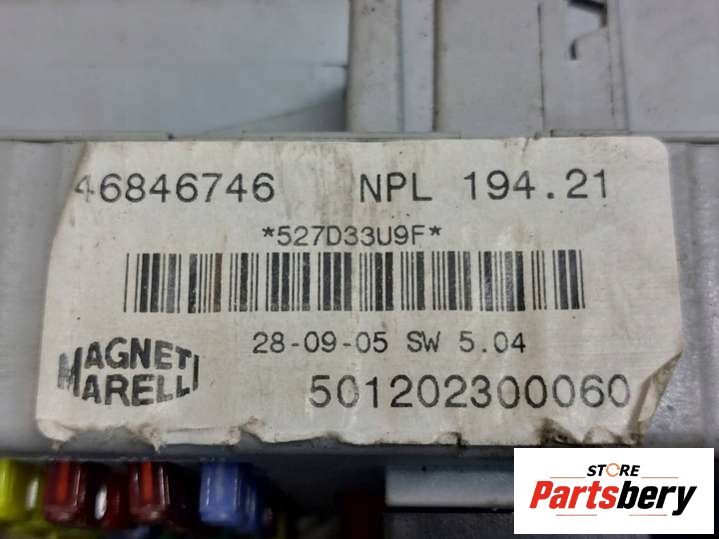 46846746 NPL 194.21
*527D33U9F*
28-09-05 SW 5.04
MAGNETI
MARELLI
501202300060
STORE
Partsbery